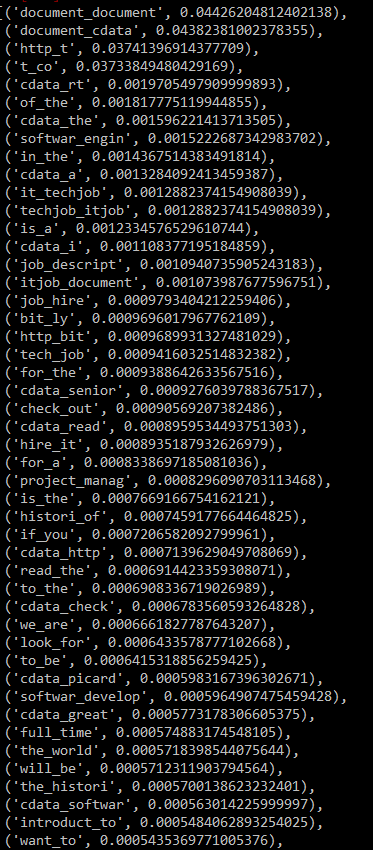 [('document_document', 0.04426204812402138),
('document_cdata', 0.04382381002378355),
('http_t', 0.03741396914377709),
('t_co', 0.03733849480429169),
('cdata_rt', 0.0019705497909999893),
('of_the', 0.001817775119944855),
('cdata_the', 0.001596221413713505),
('softwar_engin', 0.0015222687342983702),
('in_the', 0.0014367514383491814),
('cdata_a', 0.0013284092413459387),
('it_techjob', 0.0012882374154908039),
('techjob_itjob', 0.0012882374154908039),
('is_a', 0.0012334576529610744),
('cdata_i', 0.0011083771951848​59),
('job_descript', 0.0010940735905243183),
('itjob_document', 0.001073987677596751),
('job_hire', 0.0009793404212259406),
('bit_ly', 0.0009696017967762109),
('http_bit', 0.0009689931327481029),
('tech_job', 0.0009416032514832382),
('for_the', 0.0009388642633567516),
('cdata_senior', 0.0009276039788367517),
('check_out', 0.00090569207382486),
('cdata_read', 0.0008959534493751303),
('hire_it', 0.0008935187932626979),
('for_a', 0.0008338697185081036),
('project_manag', 0.0008296090703113468),
('is_the', 0.0007669166754162121),
('histori_of', 0.0007459177664464825),
('if_you', 0.0007206582092799961),
('cdata_http', 0.0007139629049708069),
('read_the', 0.0006914423359308071),
('to_the', 0.0006908336719026989),
('cdata_check', 0.0006783560593264828),
('we_are', 0.0006661827787643207),
('look_for', 0.0006433578777102668),
('to_be', 0.0006415318856259425),
('cdata_picard', 0.0005983167396302671),
('softwar_develop', 0.0005964907475459428),
('cdata_great', 0.0005773178306605375),
('full_time', 0.000574883174548105),
('the_world', 0.0005718398544075644),
('will_be', 0.0005712311903794564),
('the_histori', 0.0005700138623232401),
('cdata_softwar', 0.000563014225999997),
('introduct_to', 0.0005484062893254025),
('want_to', 0.0005435369771005376),